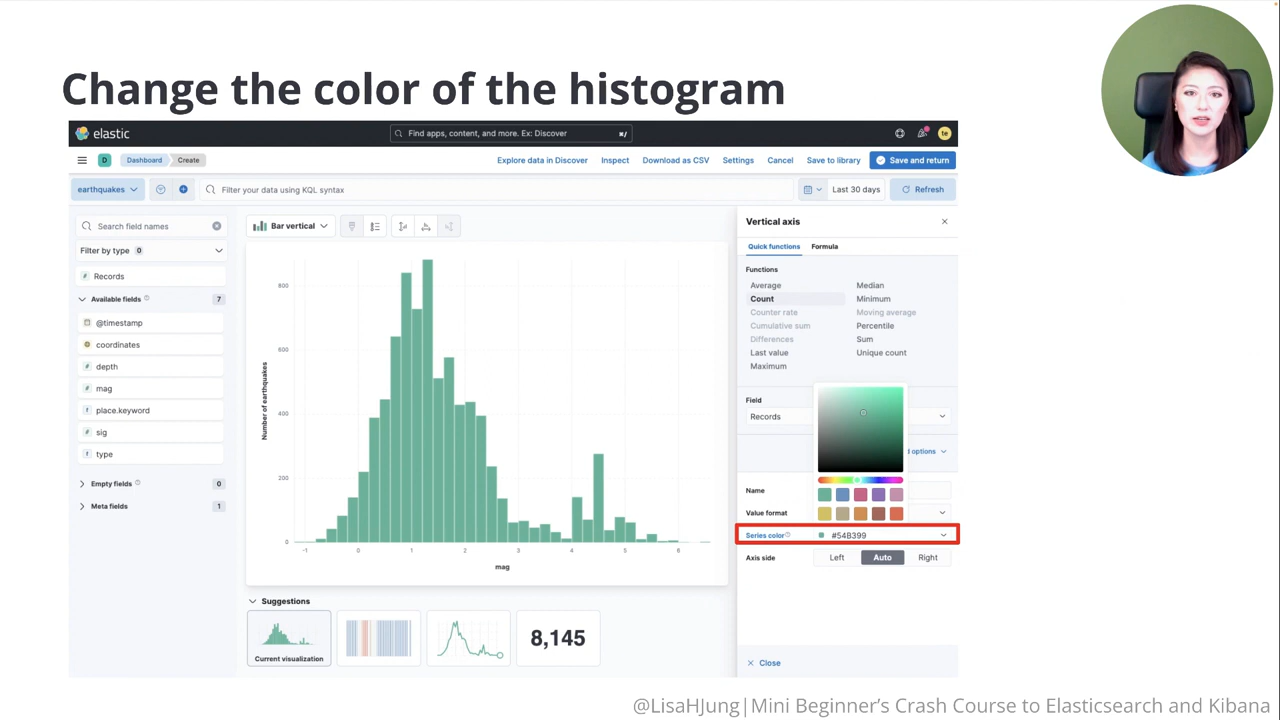 Change the color of the histogram
elastic
Find apps, content, and more. Ex: Discover
⌘/
te
D
Dashboard
Create
Explore data in Discover
Inspect
Download as CSV
Settings
Cancel
Save to library
Save and return
earthquakes
Filter your data using KQL syntax
Last 30 days
Refresh
Search field names
Filter by type 0
Records
Available fields 7
@timestamp
coordinates
depth
mag
place.keyword
sig
type
Empty fields 0
Meta fields 1
Bar vertical
Number of earthquakes
800
600
400
200
0
-1 0 1 2 3 4 5 6
mag
Suggestions
Current visualization
8,145
Vertical axis
Quick functions
Formula
Functions
Average Median
Count Minimum
Counter rate Moving average
Cumulative sum Percentile
Differences Sum
Last value Unique count
Maximum
Field
Records
options
Name
Value format
Series color #54B399
Axis side Left Auto Right
Close
@LisaHJung|Mini Beginner's Crash Course to Elasticsearch and Kibana